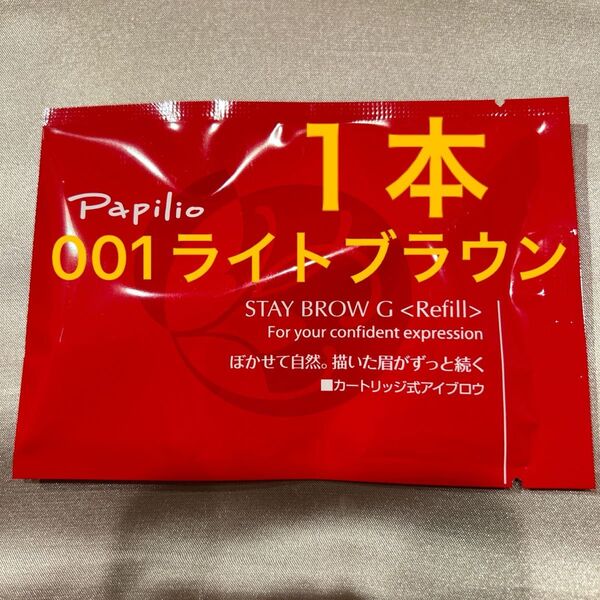 1本
Papilio
001ライトブラウン
STAY BROW G <Refill>
For your confident expression
ぼかせて自然。描いた眉がずっと続く
■カートリッジ式アイブロウ